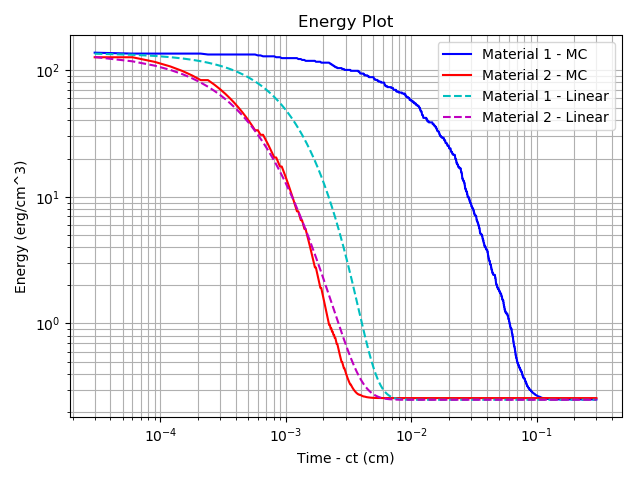 Energy Plot
Energy (erg/cm^3)
10²
10¹
10⁰
Material 1 - MC
Material 2 - MC
Material 1 - Linear
Material 2 - Linear
10⁻⁴
10⁻³
10⁻²
10⁻¹
Time - ct (cm)